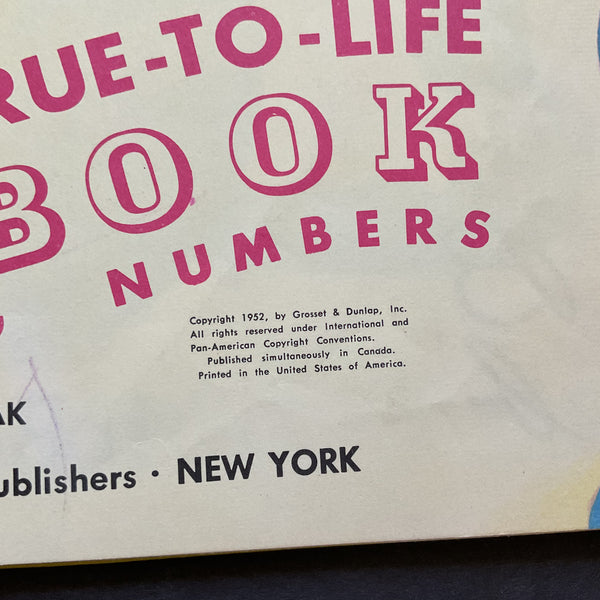 RUE-TO-LIFE
BOOK
NUMBERS
Copyright 1952, by Grosset & Dunlap, Inc.
All rights reserved under International and
Pan-American Copyright Conventions.
Published simultaneously in Canada.
Printed in the United States of America.
AK
ublishers · NEW YORK